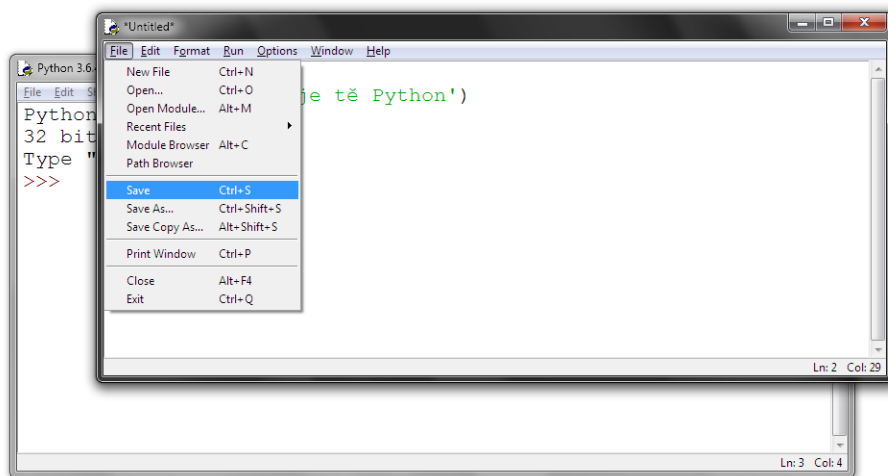 *Untitled*
File Edit Format Run Options Window Help
New File Ctrl+N
Open... Ctrl+O
Open Module... Alt+M
Recent Files
Module Browser Alt+C
Path Browser
Save Ctrl+S
Save As... Ctrl+Shift+S
Save Copy As... Alt+Shift+S
Print Window Ctrl+P
Close Alt+F4
Exit Ctrl+Q
je tě Python')
Ln: 2 Col: 29
Python 3.6.
File Edit
Python
32 bit
Type "
>>>
Ln: 3 Col: 4